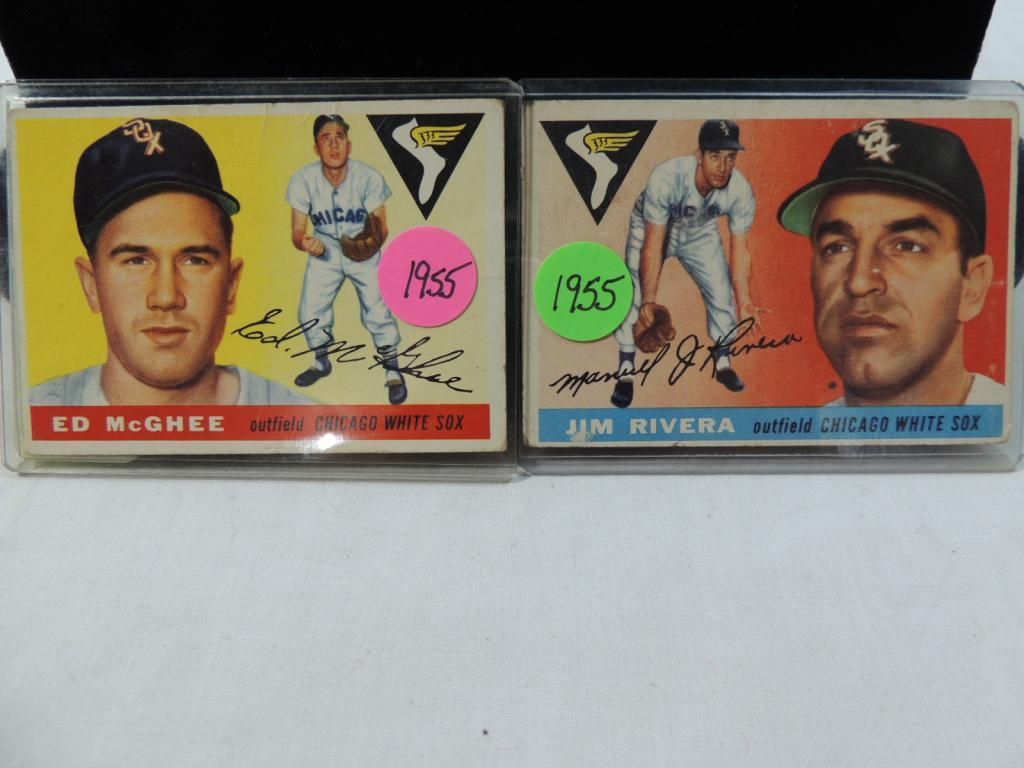 SOX
CHICAG
1955
Ed. McGhee
ED McGHEE outfield CHICAGO WHITE SOX
SOX
1955
Manuel J Rivera
JIM RIVERA outfield CHICAGO WHITE SOX